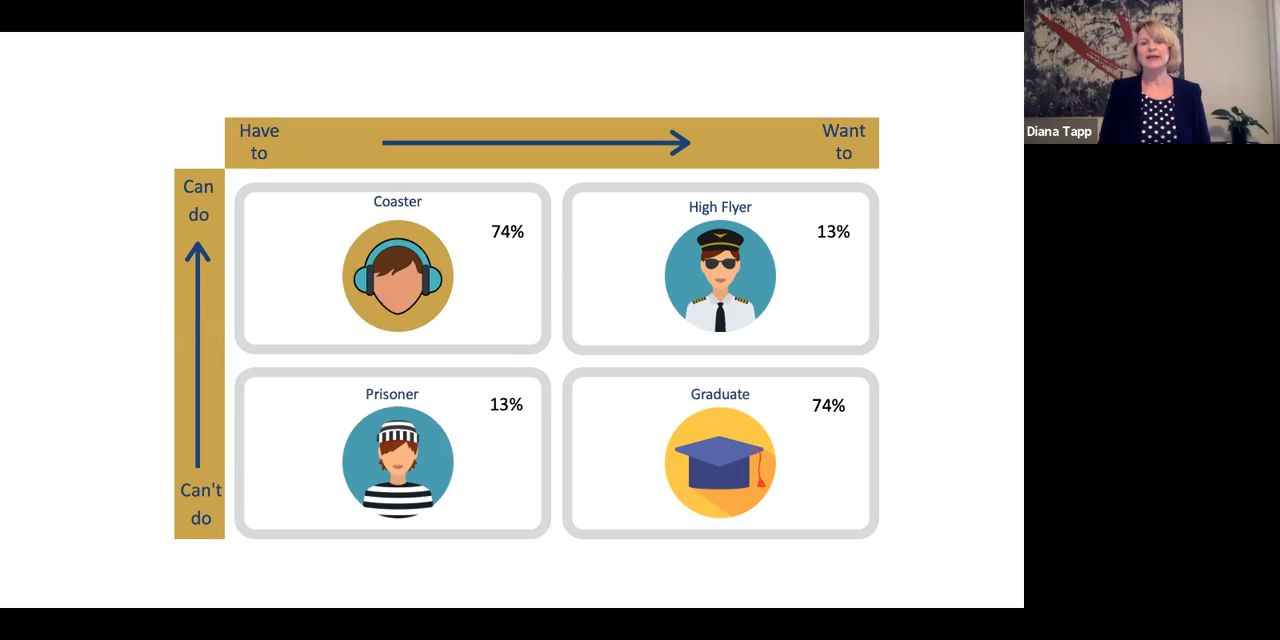 Have
to
Want
to
Diana Tapp
Can
do
Coaster
74%
High Flyer
13%
Can't
do
Prisoner
13%
Graduate
74%